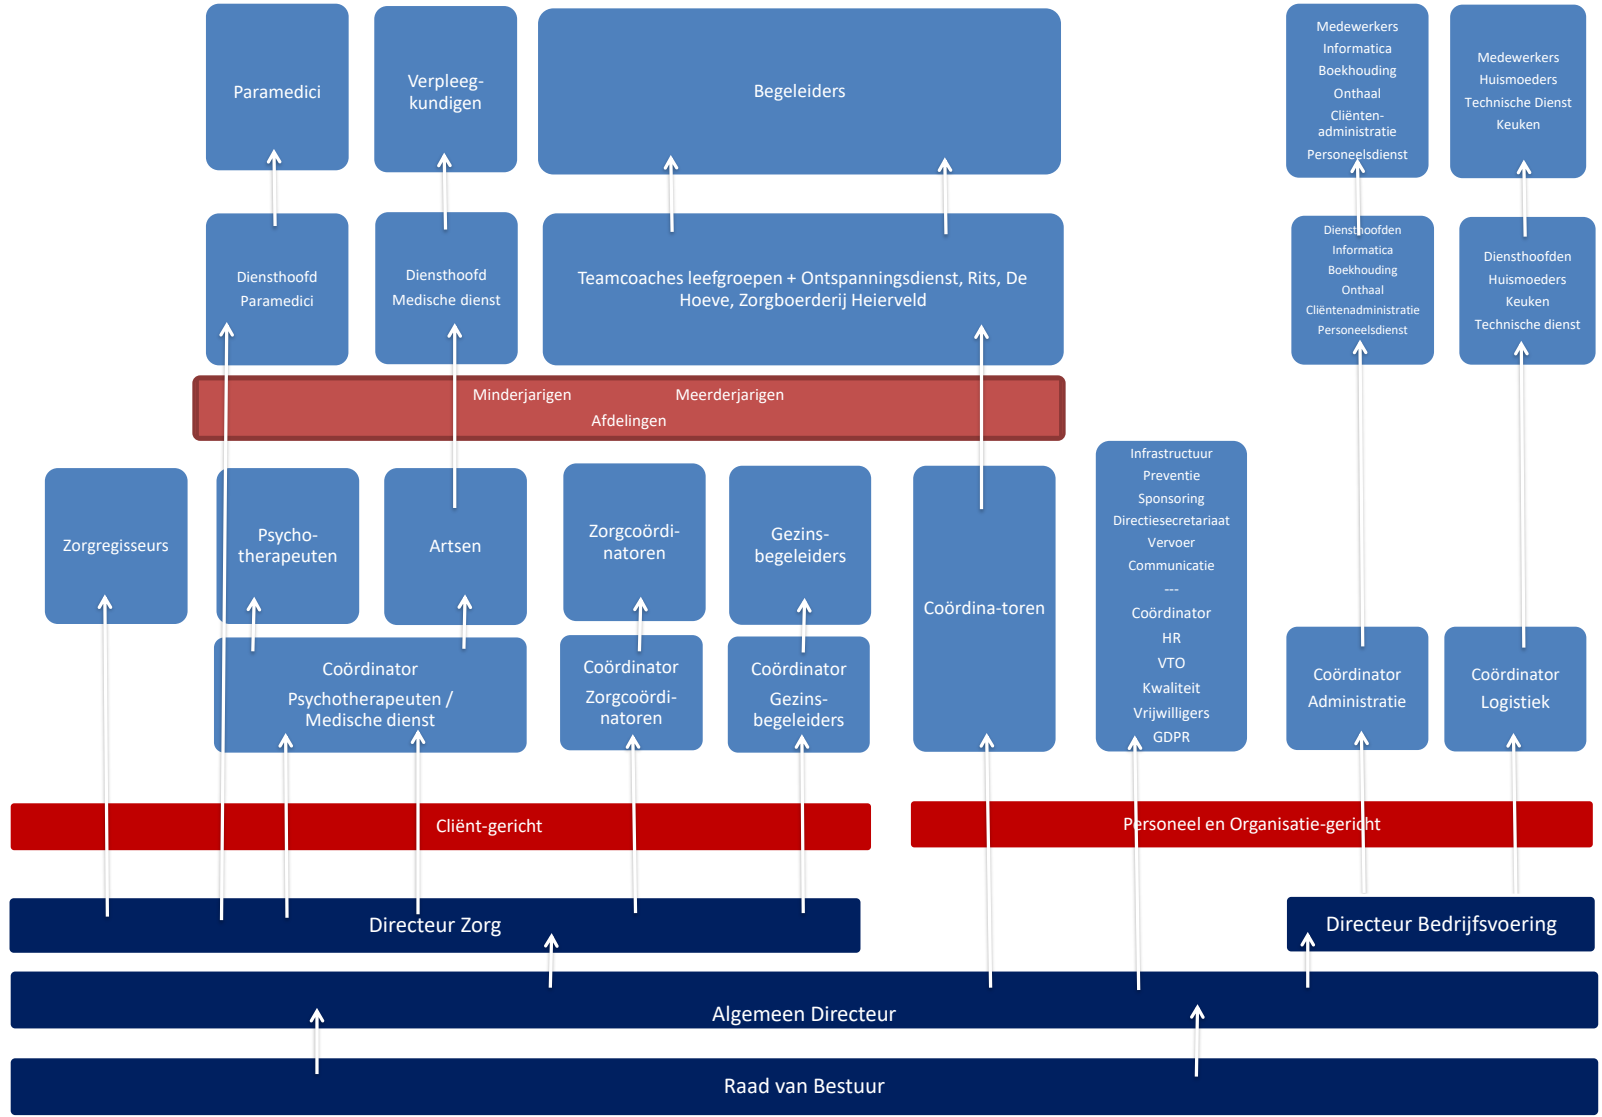 Paramedici
Verpleeg-
kundigen
Begeleiders
Medewerkers
Informatica
Boekhouding
Onthaal
Cliënten-
administratie
Personeelsdienst
Medewerkers
Huismoeders
Technische Dienst
Keuken
Diensthoofd
Paramedici
Diensthoofd
Medische dienst
Teamcoaches leefgroepen + Ontspanningsdienst, Rits, De
Hoeve, Zorgboerderij Heierveld
Diensthoofden
Informatica
Boekhouding
Onthaal
Cliëntenadministratie
Personeelsdienst
Diensthoofden
Huismoeders
Keuken
Technische dienst
Minderjarigen Meerderjarigen
Afdelingen
Zorgregisseurs
Psycho-
therapeuten
Artsen
Zorgcoördi-
natoren
Gezins-
begeleiders
Coördina-toren
Infrastructuur
Preventie
Sponsoring
Directiesecretariaat
Vervoer
Communicatie
---
Coördinator
HR
VTO
Kwaliteit
Vrijwilligers
GDPR
Coördinator
Psychotherapeuten /
Medische dienst
Coördinator
Zorgcoördi-
natoren
Coördinator
Gezins-
begeleiders
Coördinator
Administratie
Coördinator
Logistiek
Cliënt-gericht
Personeel en Organisatie-gericht
Directeur Zorg
Directeur Bedrijfsvoering
Algemeen Directeur
Raad van Bestuur